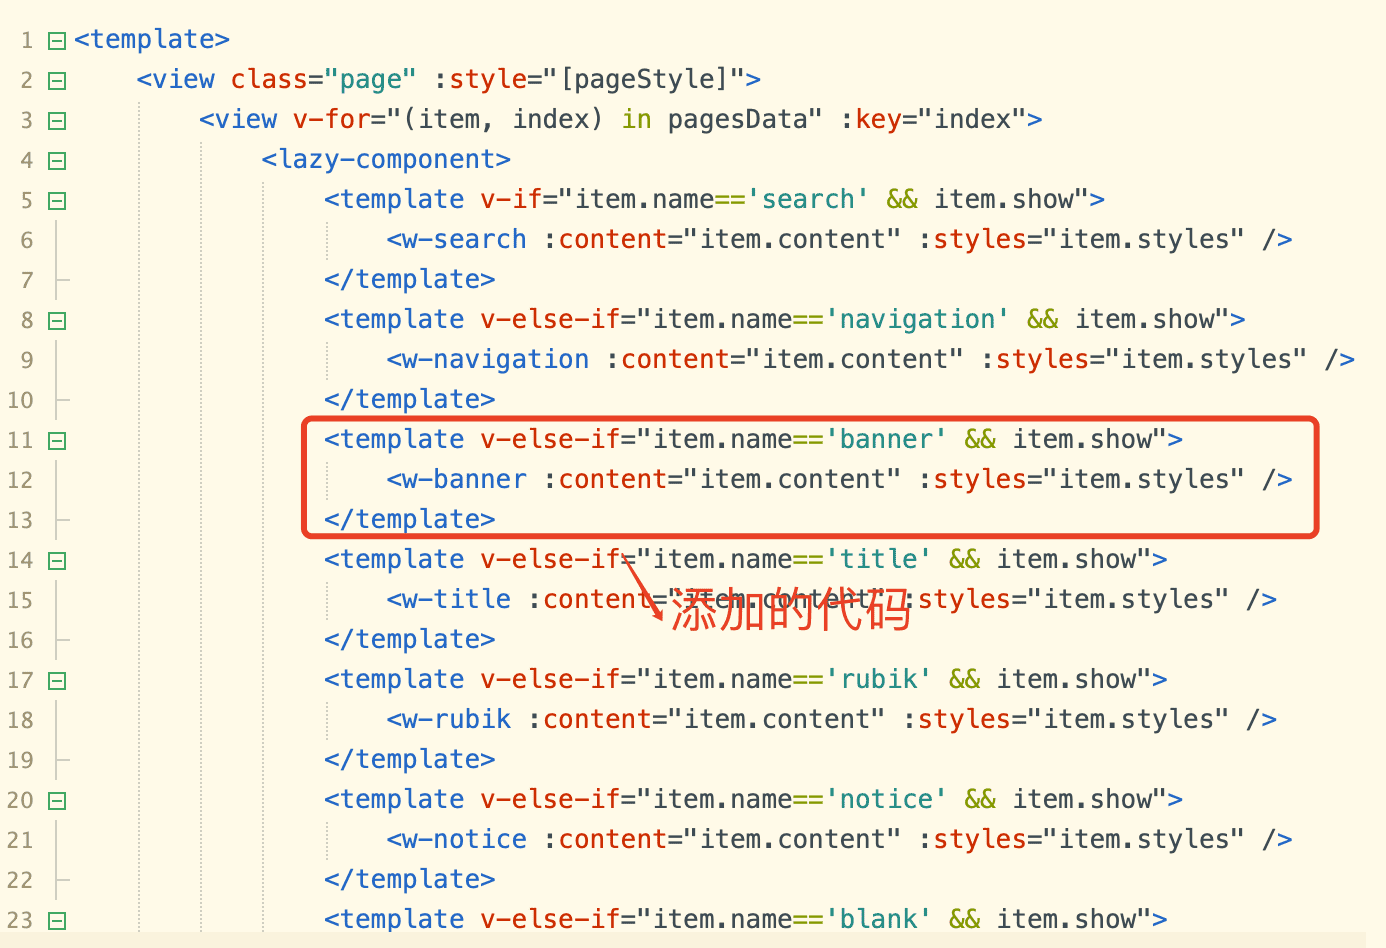 1 <template>
2 <view class="page" :style="[pageStyle]">
3 <view v-for="(item, index) in pagesData" :key="index">
4 <lazy-component>
5 <template v-if="item.name=='search' && item.show">
6 <w-search :content="item.content" :styles="item.styles" />
7 </template>
8 <template v-else-if="item.name=='navigation' && item.show">
9 <w-navigation :content="item.content" :styles="item.styles" />
10 </template>
11 <template v-else-if="item.name=='banner' && item.show">
12 <w-banner :content="item.content" :styles="item.styles" />
13 </template>
14 <template v-else-if="item.name=='title' && item.show">
15 <w-title :content="item.content" :styles="item.styles" />
添加的代码
16 </template>
17 <template v-else-if="item.name=='rubik' && item.show">
18 <w-rubik :content="item.content" :styles="item.styles" />
19 </template>
20 <template v-else-if="item.name=='notice' && item.show">
21 <w-notice :content="item.content" :styles="item.styles" />
22 </template>
23 <template v-else-if="item.name=='blank' && item.show">